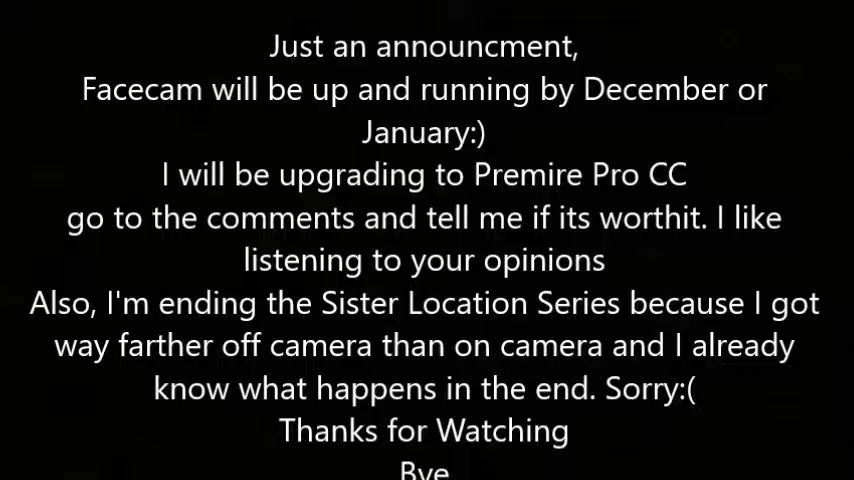 Just an announcment,
Facecam will be up and running by December or
January:)
I will be upgrading to Premire Pro CC
go to the comments and tell me if its worthit. I like
listening to your opinions
Also, I'm ending the Sister Location Series because I got
way farther off camera than on camera and I already
know what happens in the end. Sorry:(
Thanks for Watching
Bye